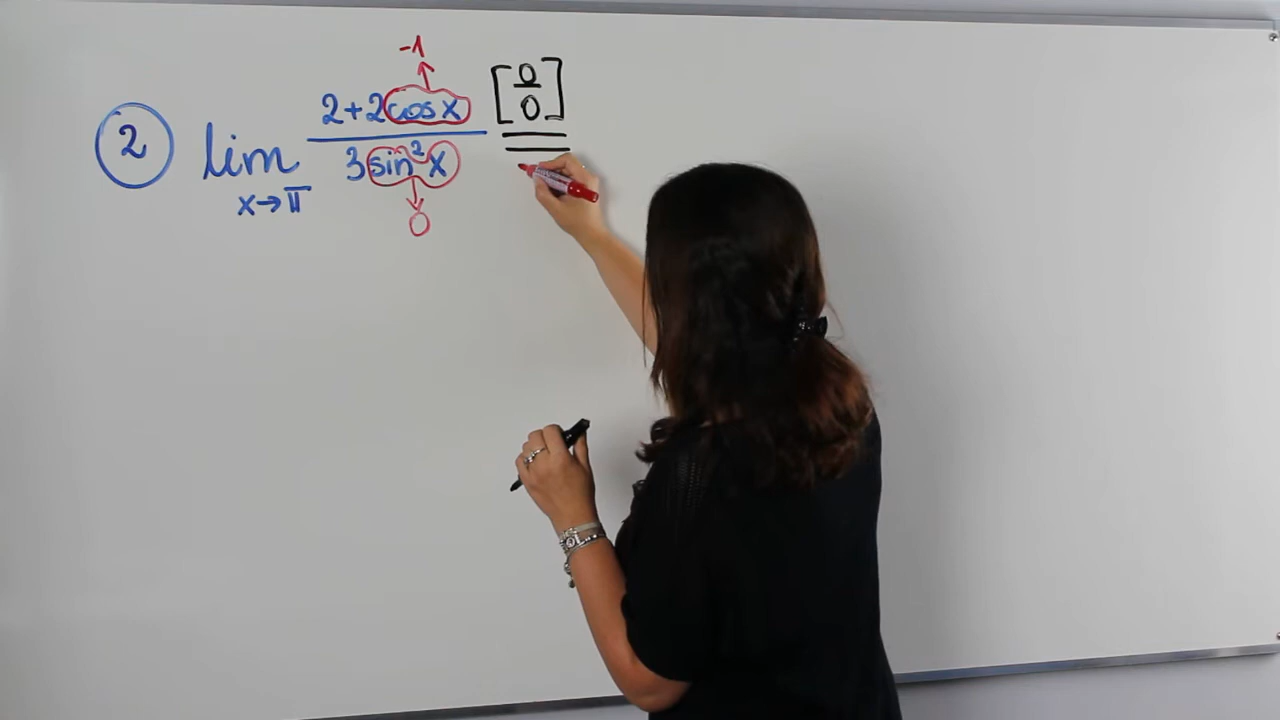 -1
② lim x→π (2+2cos x)/(3sin²x) [0/0] =
0